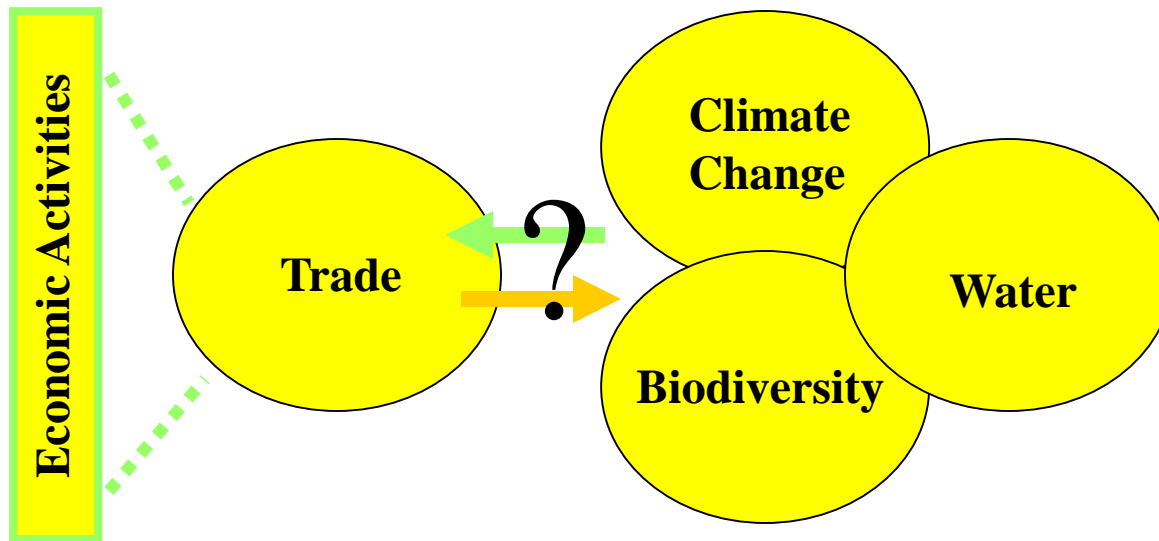 Economic Activities
Trade
?
Climate
Change
Biodiversity
Water